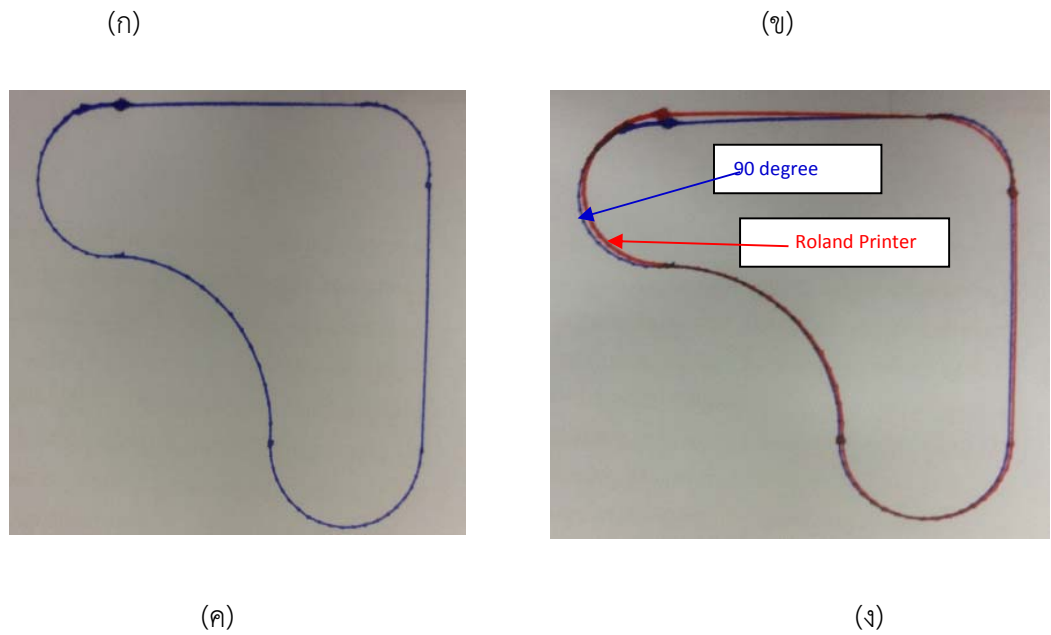 (ก) (ข)
90 degree
Roland Printer
(ค) (ง)